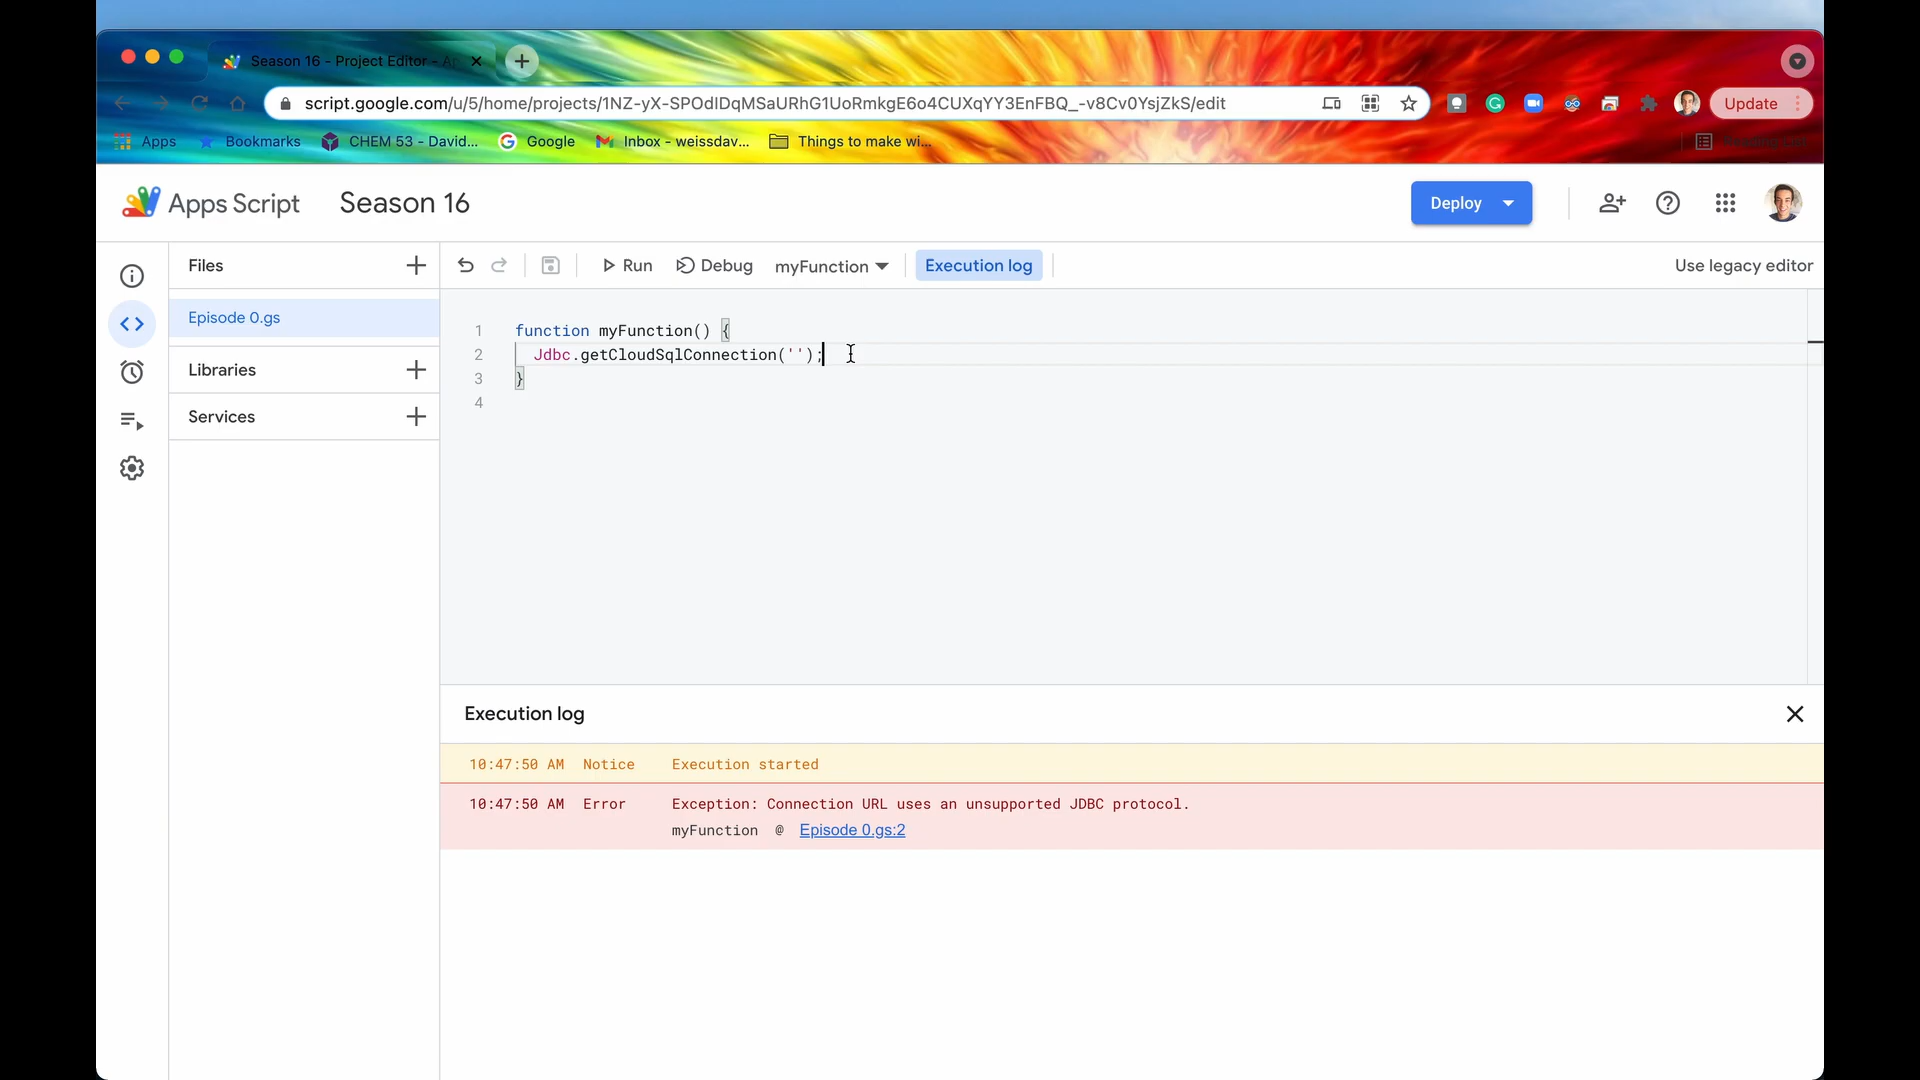 Season 16 - Project Editor - Ap
script.google.com/u/5/home/projects/1NZ-yX-SPOdIDqMSaURhG1UoRmkgE6o4CUXqYY3EnFBQ_-v8Cv0YsjZkS/edit
Update
Apps
Bookmarks
CHEM 53 - David...
Google
Inbox - weissdav...
Things to make wi...
Reading List
Apps Script
Season 16
Deploy
Files
Run
Debug
myFunction
Execution log
Use legacy editor
Episode 0.gs
Libraries
Services
1 function myFunction() {
2 Jdbc.getCloudSqlConnection('');
3 }
4
Execution log
10:47:50 AM Notice Execution started
10:47:50 AM Error Exception: Connection URL uses an unsupported JDBC protocol.
myFunction @ Episode 0.gs:2